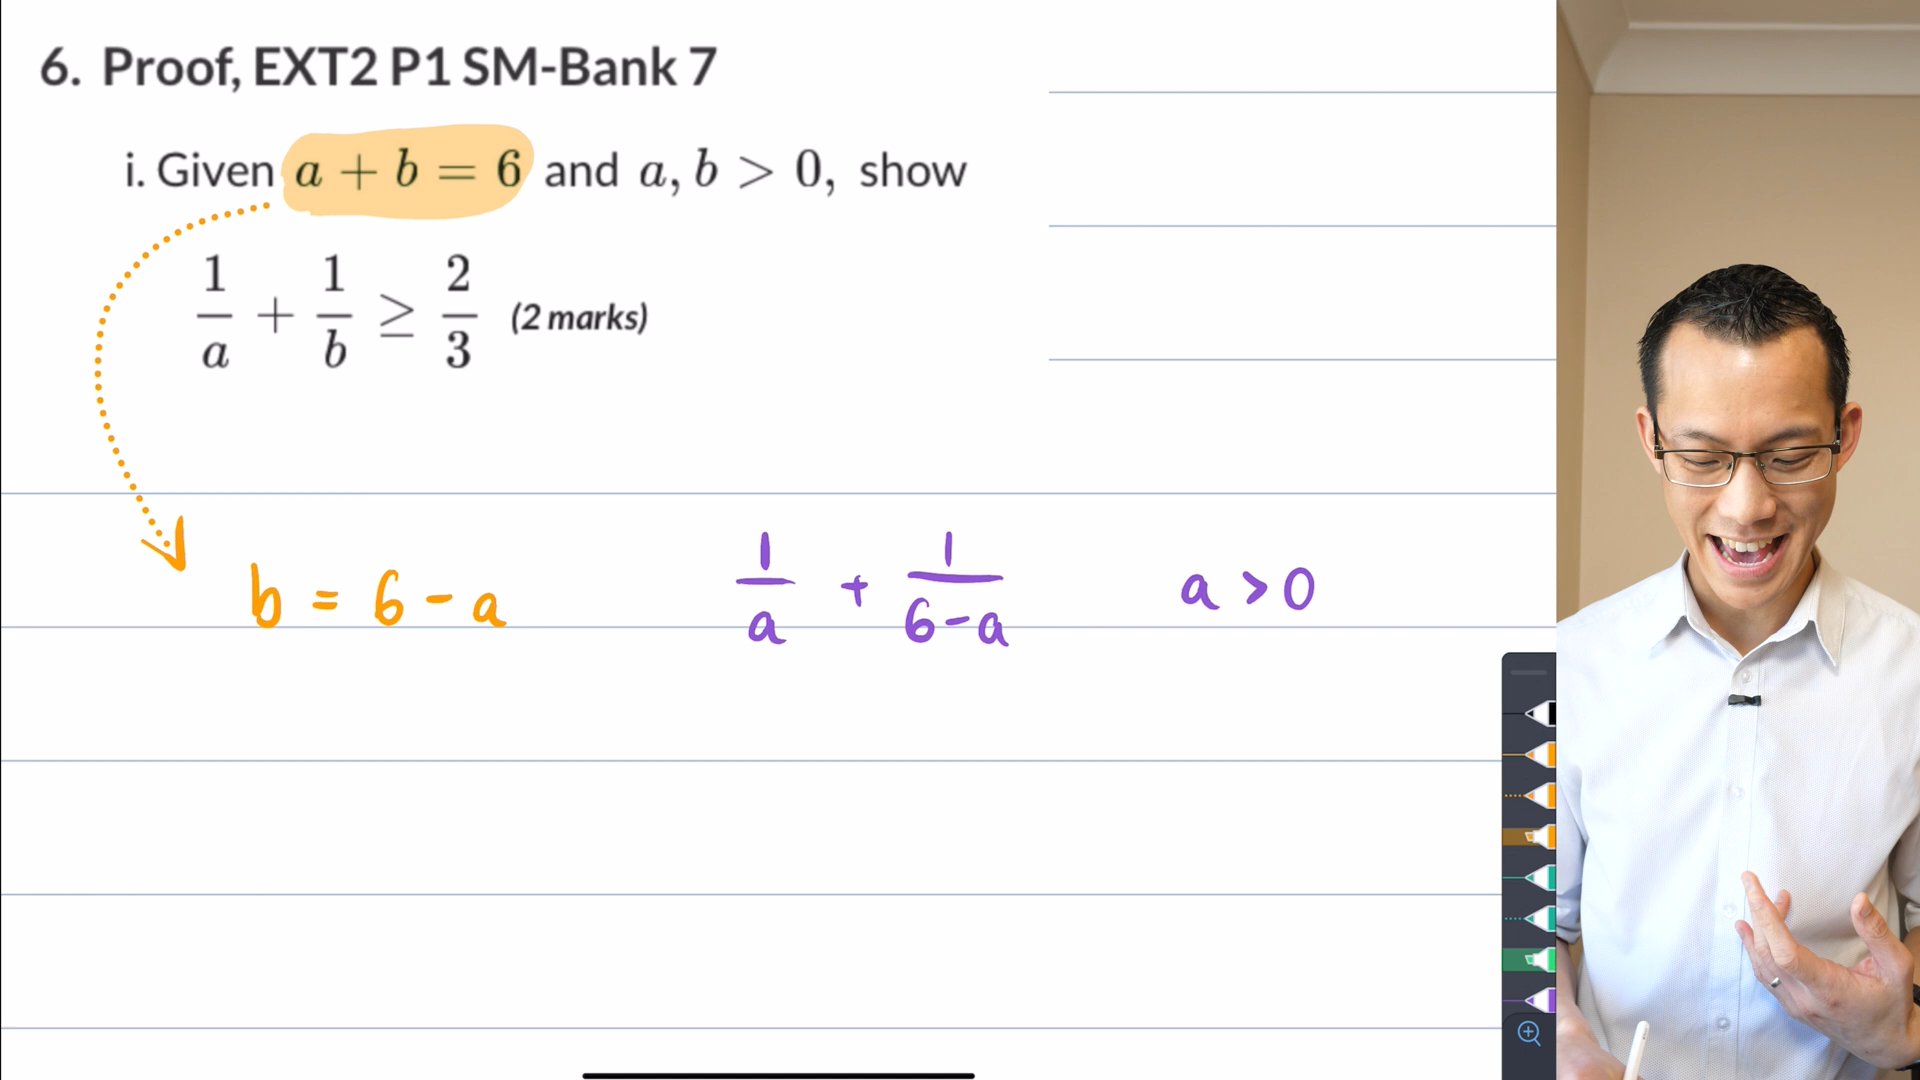 6. Proof, EXT2 P1 SM-Bank 7
i. Given a + b = 6 and a, b > 0, show
1/a + 1/b ≥ 2/3 (2 marks)
b = 6 - a
1/a + 1/(6-a)
a > 0